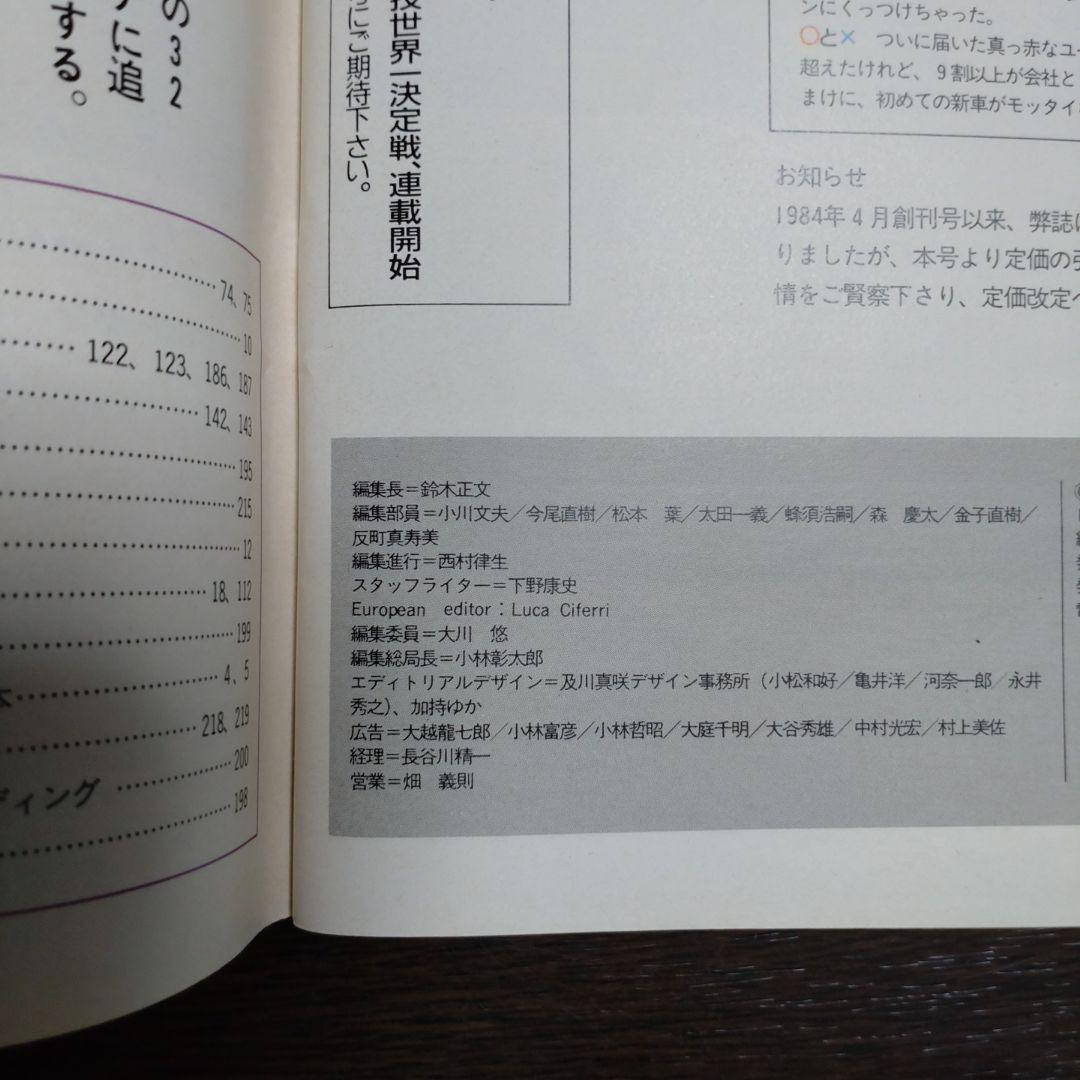 の32
に追
する。
74、75
10
122、123、186、187
142、143
195
215
12
18、112
199
4、5
218、219
200
ディング
198
技世界一決定戦、連載開始
にご期待下さい。
ンにくっつけちゃった。
○と× ついに届いた真っ赤なユー
超えたけれど、9割以上が会社と
まけに、初めての新車がモッタイ
お知らせ
1984年4月創刊号以来、弊誌
りましたが、本号より定価の
情をご賢察下さり、定価改定
編集長＝鈴木正文
編集部員＝小川文夫／今尾直樹／松本 葉／太田一義／蜂須浩嗣／森 慶太／金子直樹／
反町真寿美
編集進行＝西村律生
スタッフライター＝下野康史
European editor：Luca Ciferri
編集委員＝大川 悠
編集総局長＝小林彰太郎
エディトリアルデザイン＝及川真咲デザイン事務所（小松和好／亀井洋／河奈一郎／永井
秀之）、加持ゆか
広告＝大越龍七郎／小林富彦／小林哲昭／大庭千明／大谷秀雄／中村光宏／村上美佐
経理＝長谷川精一
営業＝畑 義則